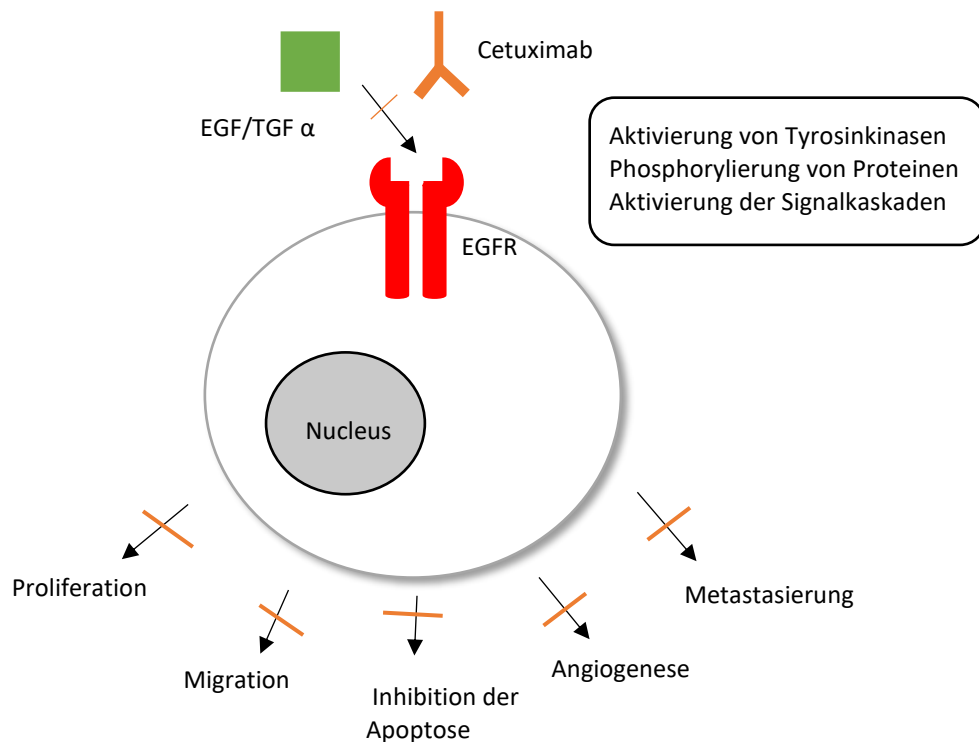 Cetuximab
EGF/TGF α
Aktivierung von Tyrosinkinasen
Phosphorylierung von Proteinen
Aktivierung der Signalkaskaden
EGFR
Nucleus
Proliferation
Migration
Inhibition der
Apoptose
Angiogenese
Metastasierung